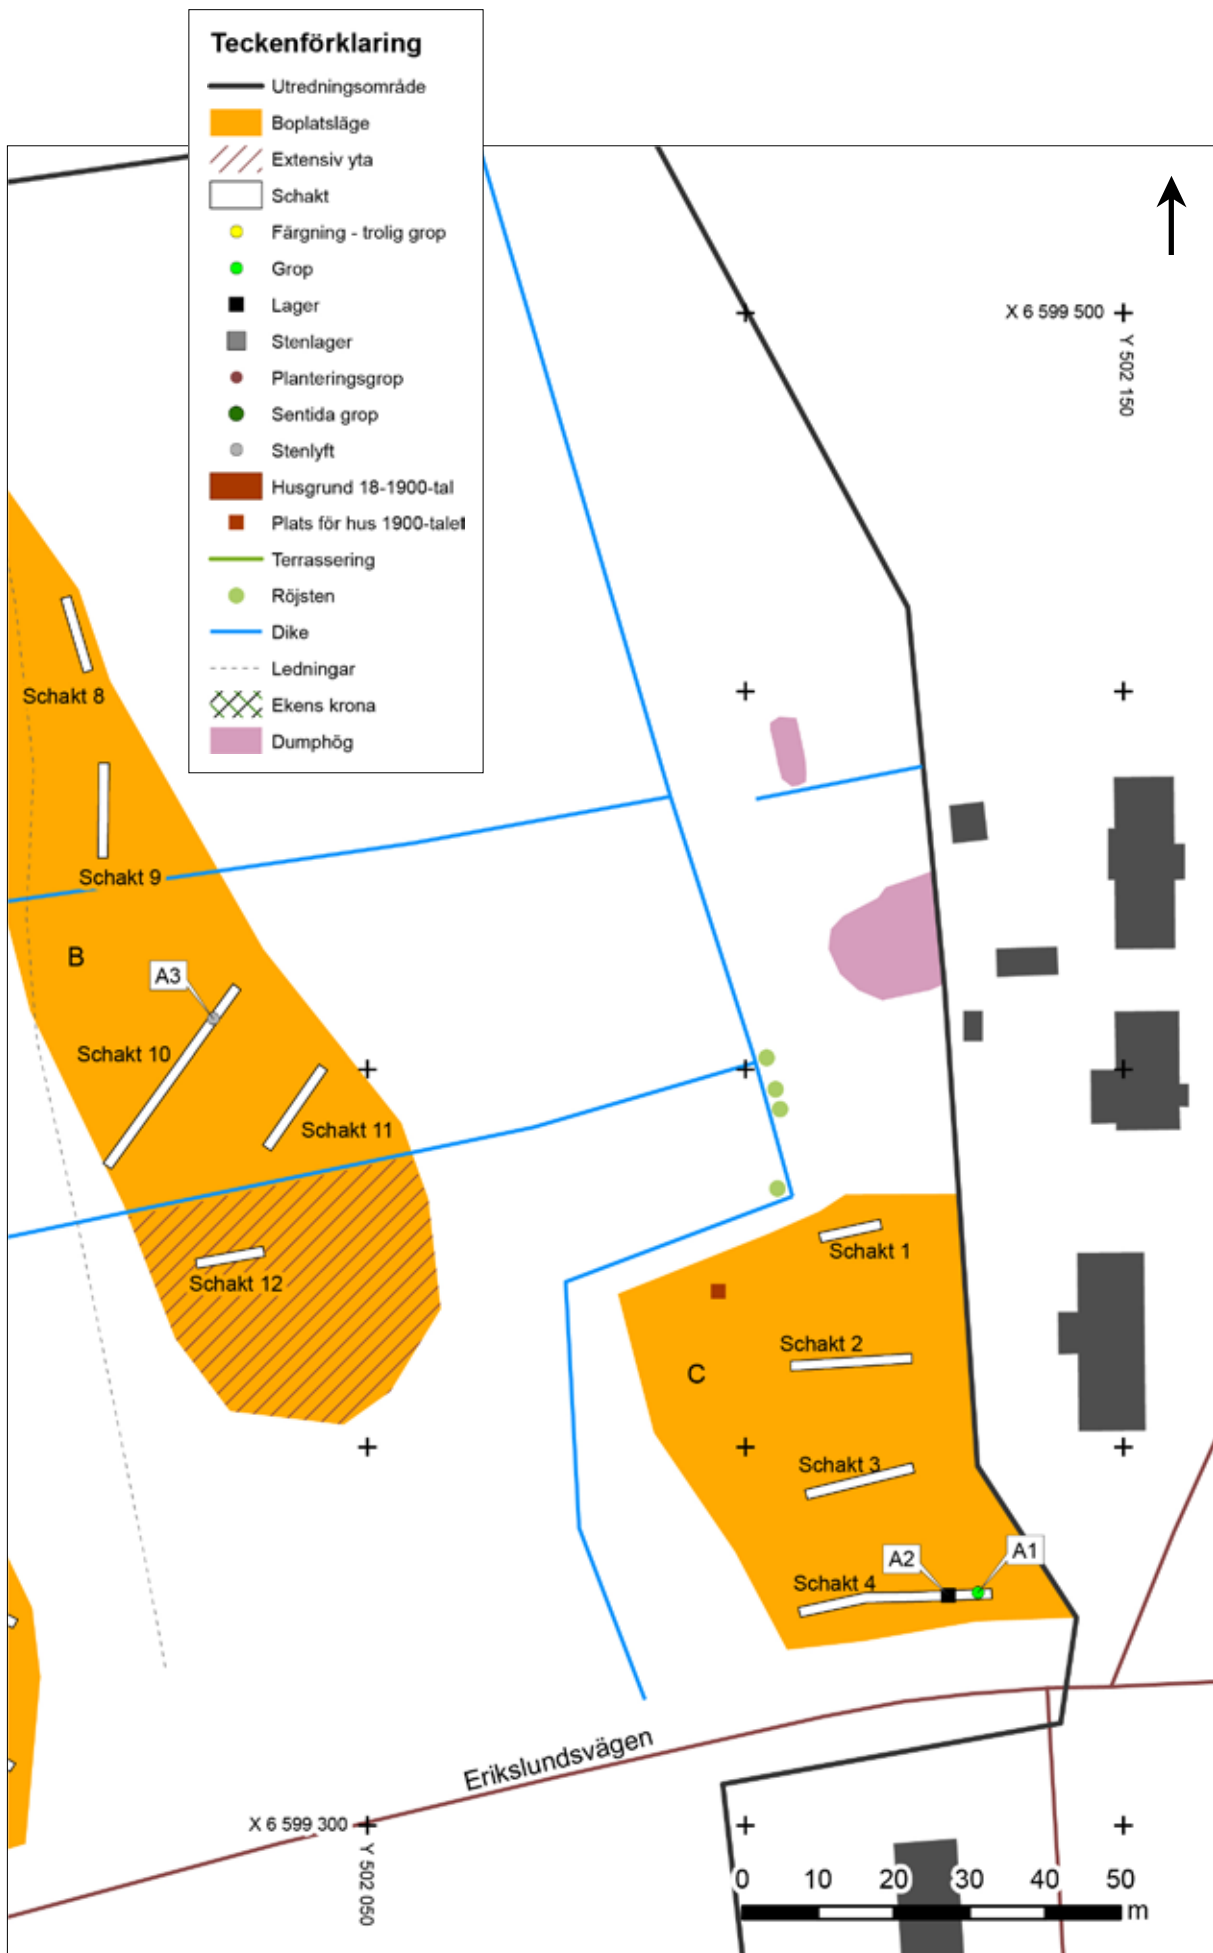 Teckenförklaring
Utredningsområde
Boplatsläge
Extensiv yta
Schakt
Färgning - trolig grop
Grop
Lager
Stenlager
Planteringsgrop
Sentida grop
Stenlyft
Husgrund 18-1900-tal
Plats för hus 1900-talet
Terrassering
Röjsten
Dike
Ledningar
Ekens krona
Dumphög
X 6 599 500
Y 502 150
Schakt 8
Schakt 9
B
A3
Schakt 10
Schakt 11
Schakt 12
Schakt 1
Schakt 2
C
Schakt 3
A2
A1
Schakt 4
Erikslundsvägen
X 6 599 300
Y 502 050
0 10 20 30 40 50
m